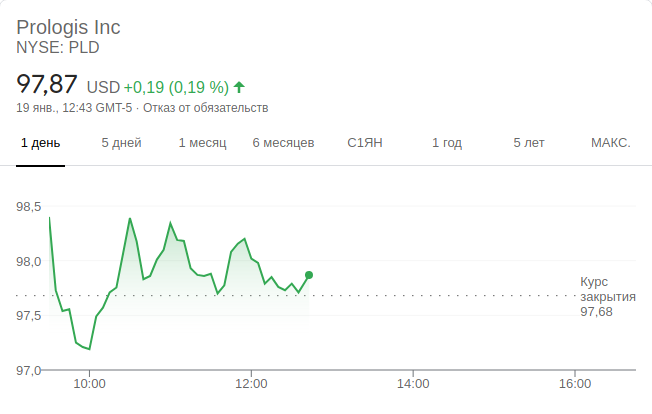 Prologis Inc
NYSE: PLD
97,87 USD +0,19 (0,19 %)
19 янв., 12:43 GMT-5 · Отказ от обязательств
1 день 5 дней 1 месяц 6 месяцев С1ЯН 1 год 5 лет МАКС.
98,5
98,0
Курс
закрытия
97,68
97,5
97,0
10:00 12:00 14:00 16:00